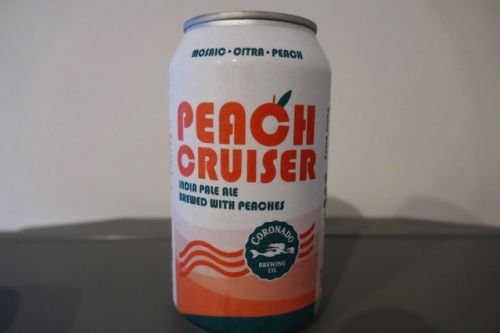 MOSAIC · CITRA · PEACH
PEACH
CRUISER
INDIA PALE ALE
BREWED WITH PEACHES
CORONADO
BREWING
CO.